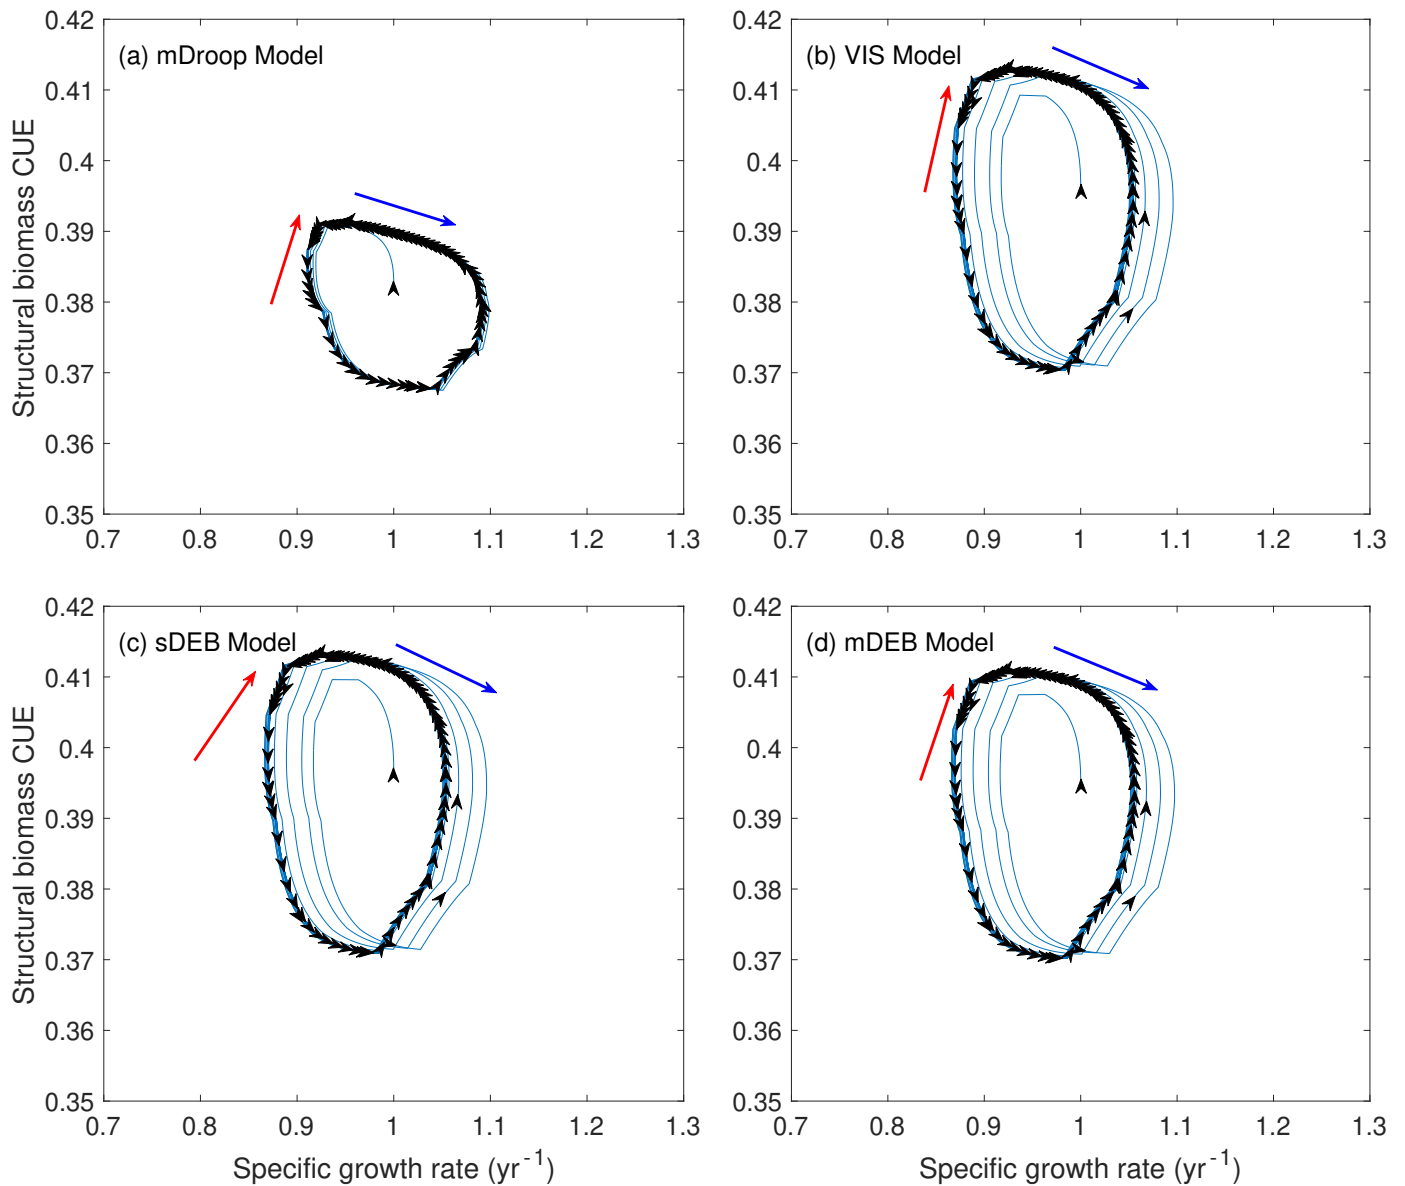 (a) mDroop Model
Structural biomass CUE
0.42
0.41
0.4
0.39
0.38
0.37
0.36
0.35
0.7 0.8 0.9 1 1.1 1.2 1.3
(b) VIS Model
0.42
0.41
0.4
0.39
0.38
0.37
0.36
0.35
0.7 0.8 0.9 1 1.1 1.2 1.3
(c) sDEB Model
Structural biomass CUE
0.42
0.41
0.4
0.39
0.38
0.37
0.36
0.35
0.7 0.8 0.9 1 1.1 1.2 1.3
Specific growth rate (yr⁻¹)
(d) mDEB Model
0.42
0.41
0.4
0.39
0.38
0.37
0.36
0.35
0.7 0.8 0.9 1 1.1 1.2 1.3
Specific growth rate (yr⁻¹)